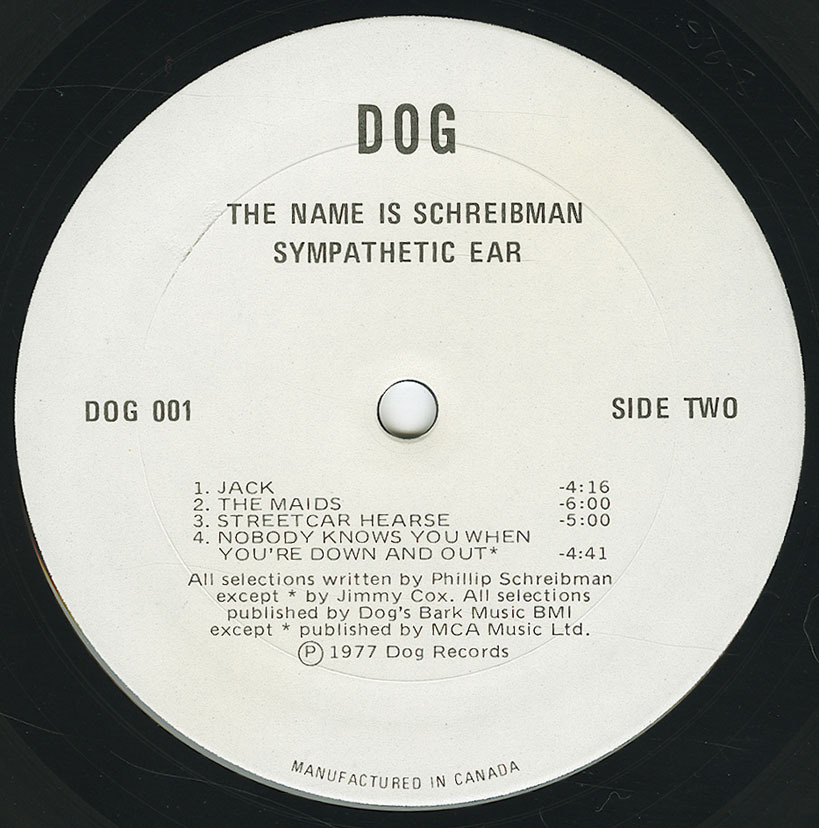 DOG
THE NAME IS SCHREIBMAN
SYMPATHETIC EAR
DOG 001
SIDE TWO
1. JACK -4:16
2. THE MAIDS -6:00
3. STREETCAR HEARSE -5:00
4. NOBODY KNOWS YOU WHEN
YOU'RE DOWN AND OUT* -4:41
All selections written by Phillip Schreibman
except * by Jimmy Cox. All selections
published by Dog's Bark Music BMI
except * published by MCA Music Ltd.
Ⓟ 1977 Dog Records
MANUFACTURED IN CANADA